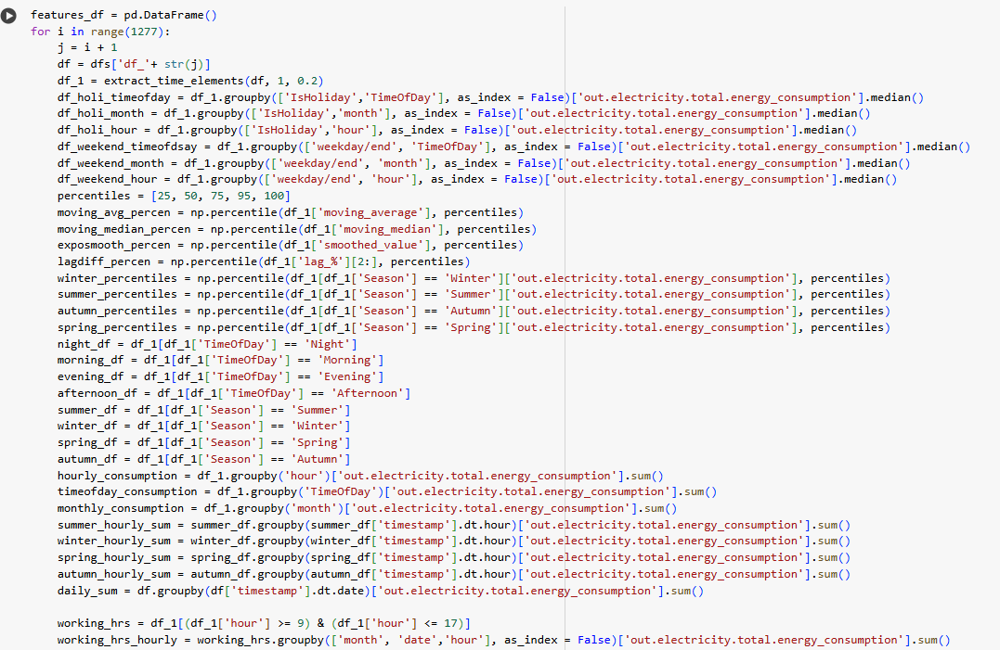 features_df = pd.DataFrame()
for i in range(1277):
    j = i + 1
    df = dfs['df_'+ str(j)]
    df_1 = extract_time_elements(df, 1, 0.2)
    df_holi_timeofday = df_1.groupby(['IsHoliday','TimeOfDay'], as_index = False)['out.electricity.total.energy_consumption'].median()
    df_holi_month = df_1.groupby(['IsHoliday','month'], as_index = False)['out.electricity.total.energy_consumption'].median()
    df_holi_hour = df_1.groupby(['IsHoliday','hour'], as_index = False)['out.electricity.total.energy_consumption'].median()
    df_weekend_timeofdsay = df_1.groupby(['weekday/end', 'TimeOfDay'], as_index = False)['out.electricity.total.energy_consumption'].median()
    df_weekend_month = df_1.groupby(['weekday/end', 'month'], as_index = False)['out.electricity.total.energy_consumption'].median()
    df_weekend_hour = df_1.groupby(['weekday/end', 'hour'], as_index = False)['out.electricity.total.energy_consumption'].median()
    percentiles = [25, 50, 75, 95, 100]
    moving_avg_percen = np.percentile(df_1['moving_average'], percentiles)
    moving_median_percen = np.percentile(df_1['moving_median'], percentiles)
    exposmooth_percen = np.percentile(df_1['smoothed_value'], percentiles)
    lagdiff_percen = np.percentile(df_1['lag_%'][2:], percentiles)
    winter_percentiles = np.percentile(df_1[df_1['Season'] == 'Winter']['out.electricity.total.energy_consumption'], percentiles)
    summer_percentiles = np.percentile(df_1[df_1['Season'] == 'Summer']['out.electricity.total.energy_consumption'], percentiles)
    autumn_percentiles = np.percentile(df_1[df_1['Season'] == 'Autumn']['out.electricity.total.energy_consumption'], percentiles)
    spring_percentiles = np.percentile(df_1[df_1['Season'] == 'Spring']['out.electricity.total.energy_consumption'], percentiles)
    night_df = df_1[df_1['TimeOfDay'] == 'Night']
    morning_df = df_1[df_1['TimeOfDay'] == 'Morning']
    evening_df = df_1[df_1['TimeOfDay'] == 'Evening']
    afternoon_df = df_1[df_1['TimeOfDay'] == 'Afternoon']
    summer_df = df_1[df_1['Season'] == 'Summer']
    winter_df = df_1[df_1['Season'] == 'Winter']
    spring_df = df_1[df_1['Season'] == 'Spring']
    autumn_df = df_1[df_1['Season'] == 'Autumn']
    hourly_consumption = df_1.groupby('hour')['out.electricity.total.energy_consumption'].sum()
    timeofday_consumption = df_1.groupby('TimeOfDay')['out.electricity.total.energy_consumption'].sum()
    monthly_consumption = df_1.groupby('month')['out.electricity.total.energy_consumption'].sum()
    summer_hourly_sum = summer_df.groupby(summer_df['timestamp'].dt.hour)['out.electricity.total.energy_consumption'].sum()
    winter_hourly_sum = winter_df.groupby(winter_df['timestamp'].dt.hour)['out.electricity.total.energy_consumption'].sum()
    spring_hourly_sum = spring_df.groupby(spring_df['timestamp'].dt.hour)['out.electricity.total.energy_consumption'].sum()
    autumn_hourly_sum = autumn_df.groupby(autumn_df['timestamp'].dt.hour)['out.electricity.total.energy_consumption'].sum()
    daily_sum = df.groupby(df['timestamp'].dt.date)['out.electricity.total.energy_consumption'].sum()

    working_hrs = df_1[(df_1['hour'] >= 9) & (df_1['hour'] <= 17)]
    working_hrs_hourly = working_hrs.groupby(['month', 'date','hour'], as_index = False)['out.electricity.total.energy_consumption'].sum()